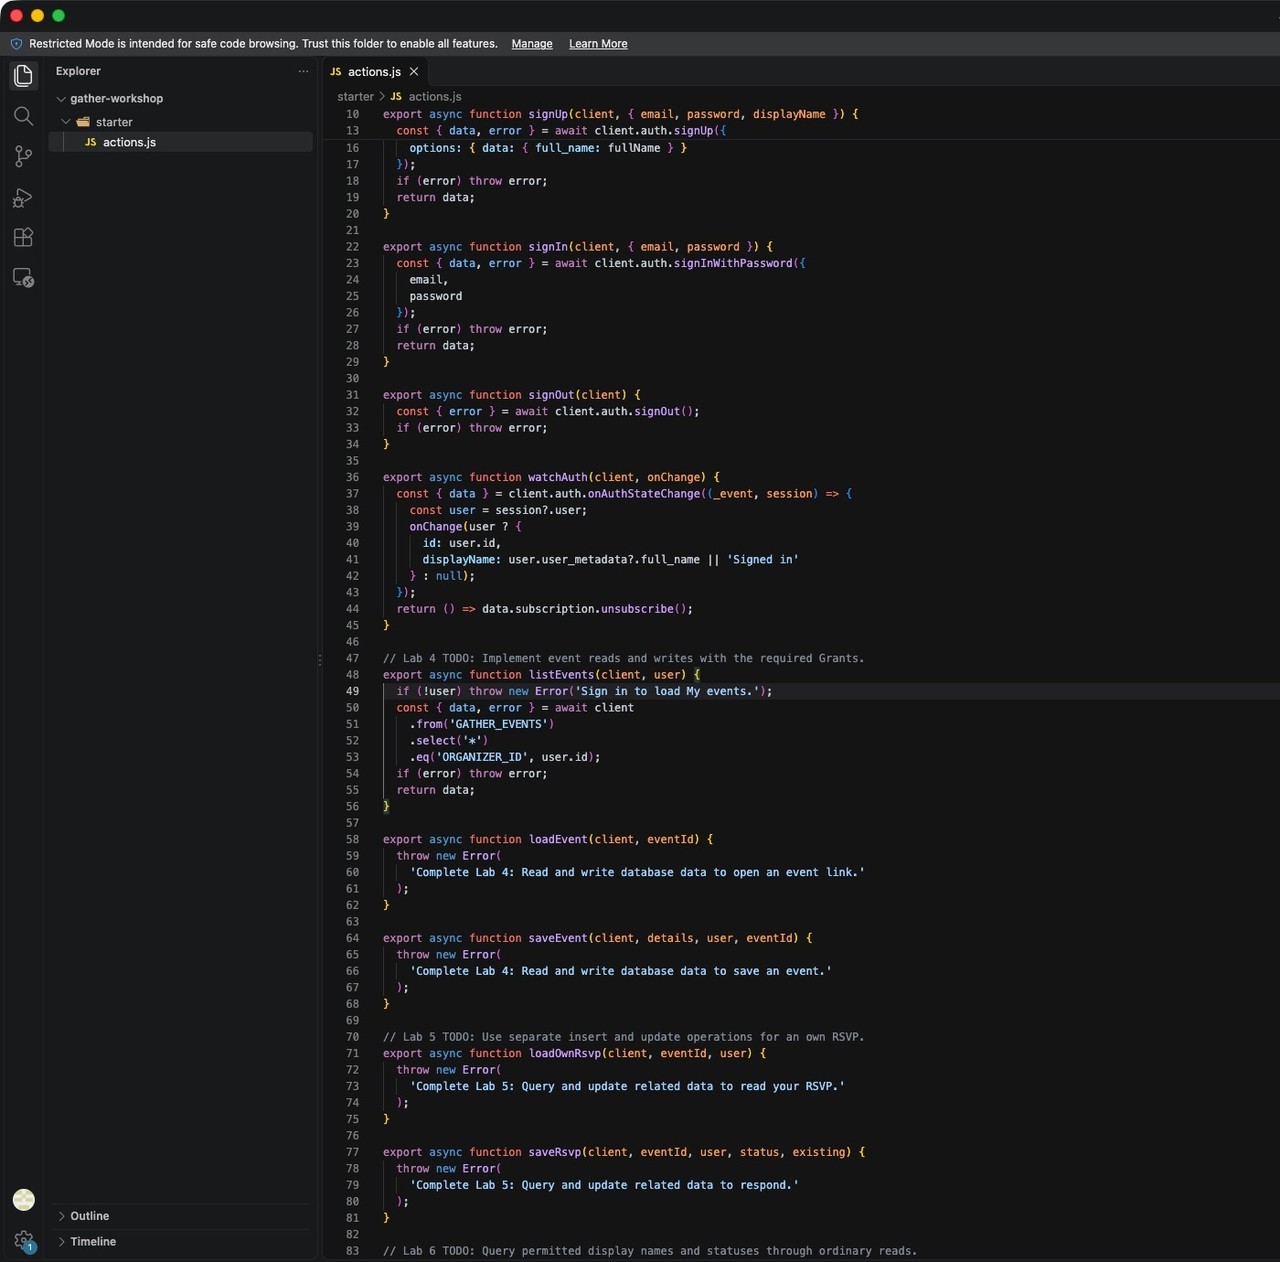 Restricted Mode is intended for safe code browsing. Trust this folder to enable all features. Manage Learn More
Explorer ···
gather-workshop
starter
JS actions.js
Outline
Timeline
1
JS actions.js
starter > JS actions.js
10 export async function signUp(client, { email, password, displayName }) {
13 const { data, error } = await client.auth.signUp({
16 options: { data: { full_name: fullName } }
17 });
18 if (error) throw error;
19 return data;
20 }
21
22 export async function signIn(client, { email, password }) {
23 const { data, error } = await client.auth.signInWithPassword({
24 email,
25 password
26 });
27 if (error) throw error;
28 return data;
29 }
30
31 export async function signOut(client) {
32 const { error } = await client.auth.signOut();
33 if (error) throw error;
34 }
35
36 export async function watchAuth(client, onChange) {
37 const { data } = client.auth.onAuthStateChange((_event, session) => {
38 const user = session?.user;
39 onChange(user ? {
40 id: user.id,
41 displayName: user.user_metadata?.full_name || 'Signed in'
42 } : null);
43 });
44 return () => data.subscription.unsubscribe();
45 }
46
47 // Lab 4 TODO: Implement event reads and writes with the required Grants.
48 export async function listEvents(client, user) {
49 if (!user) throw new Error('Sign in to load My events.');
50 const { data, error } = await client
51 .from('GATHER_EVENTS')
52 .select('*')
53 .eq('ORGANIZER_ID', user.id);
54 if (error) throw error;
55 return data;
56 }
57
58 export async function loadEvent(client, eventId) {
59 throw new Error(
60 'Complete Lab 4: Read and write database data to open an event link.'
61 );
62 }
63
64 export async function saveEvent(client, details, user, eventId) {
65 throw new Error(
66 'Complete Lab 4: Read and write database data to save an event.'
67 );
68 }
69
70 // Lab 5 TODO: Use separate insert and update operations for an own RSVP.
71 export async function loadOwnRsvp(client, eventId, user) {
72 throw new Error(
73 'Complete Lab 5: Query and update related data to read your RSVP.'
74 );
75 }
76
77 export async function saveRsvp(client, eventId, user, status, existing) {
78 throw new Error(
79 'Complete Lab 5: Query and update related data to respond.'
80 );
81 }
82
83 // Lab 6 TODO: Query permitted display names and statuses through ordinary reads.